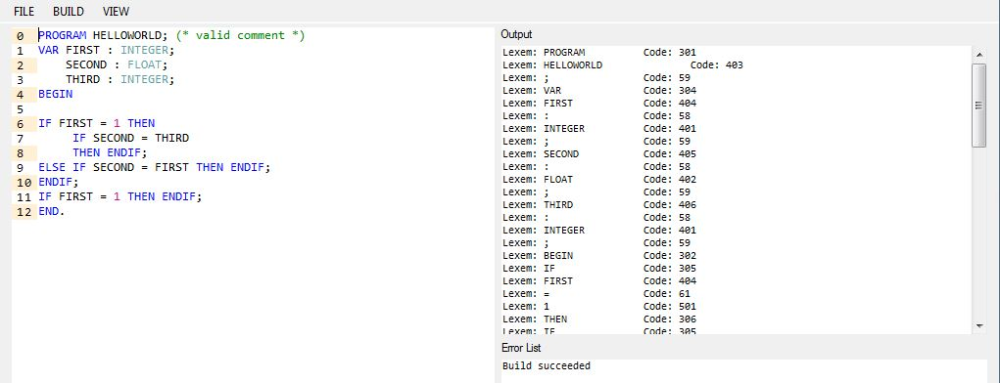 FILE BUILD VIEW
0 PROGRAM HELLOWORLD; (* valid comment *)
1 VAR FIRST : INTEGER;
2 SECOND : FLOAT;
3 THIRD : INTEGER;
4 BEGIN
5
6 IF FIRST = 1 THEN
7 IF SECOND = THIRD
8 THEN ENDIF;
9 ELSE IF SECOND = FIRST THEN ENDIF;
10 ENDIF;
11 IF FIRST = 1 THEN ENDIF;
12 END.
Output
Lexem: PROGRAM Code: 301
Lexem: HELLOWORLD Code: 403
Lexem: ; Code: 59
Lexem: VAR Code: 304
Lexem: FIRST Code: 404
Lexem: : Code: 58
Lexem: INTEGER Code: 401
Lexem: ; Code: 59
Lexem: SECOND Code: 405
Lexem: : Code: 58
Lexem: FLOAT Code: 402
Lexem: ; Code: 59
Lexem: THIRD Code: 406
Lexem: : Code: 58
Lexem: INTEGER Code: 401
Lexem: ; Code: 59
Lexem: BEGIN Code: 302
Lexem: IF Code: 305
Lexem: FIRST Code: 404
Lexem: = Code: 61
Lexem: 1 Code: 501
Lexem: THEN Code: 306
Lexem: IF Code: 305
Error List
Build succeeded